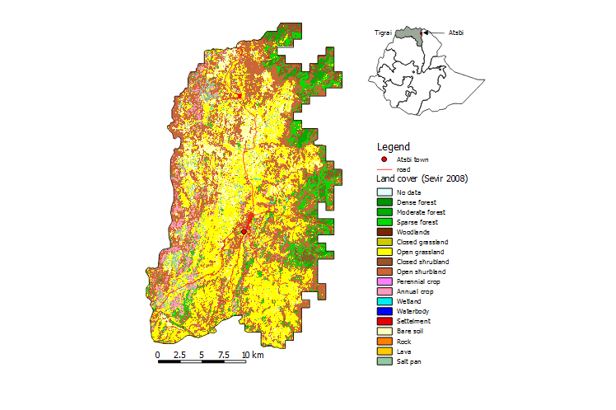 Tigrai
Atsbi
Legend
Atsbi town
road
Land cover (Sevir 2008)
No data
Dense forest
Moderate forest
Sparse forest
Woodlands
Closed grassland
Open grassland
Closed shrubland
Open shurbland
Perennial crop
Annual crop
Wetland
Waterbody
Settelment
Bare soil
Rock
Lava
Salt pan
0 2.5 5 7.5 10 km